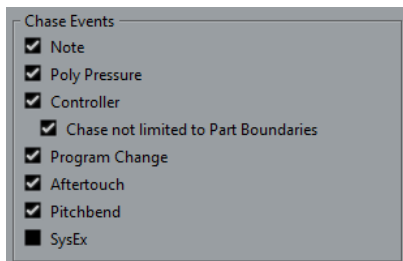 Chase Events
Note
Poly Pressure
Controller
Chase not limited to Part Boundaries
Program Change
Aftertouch
Pitchbend
SysEx